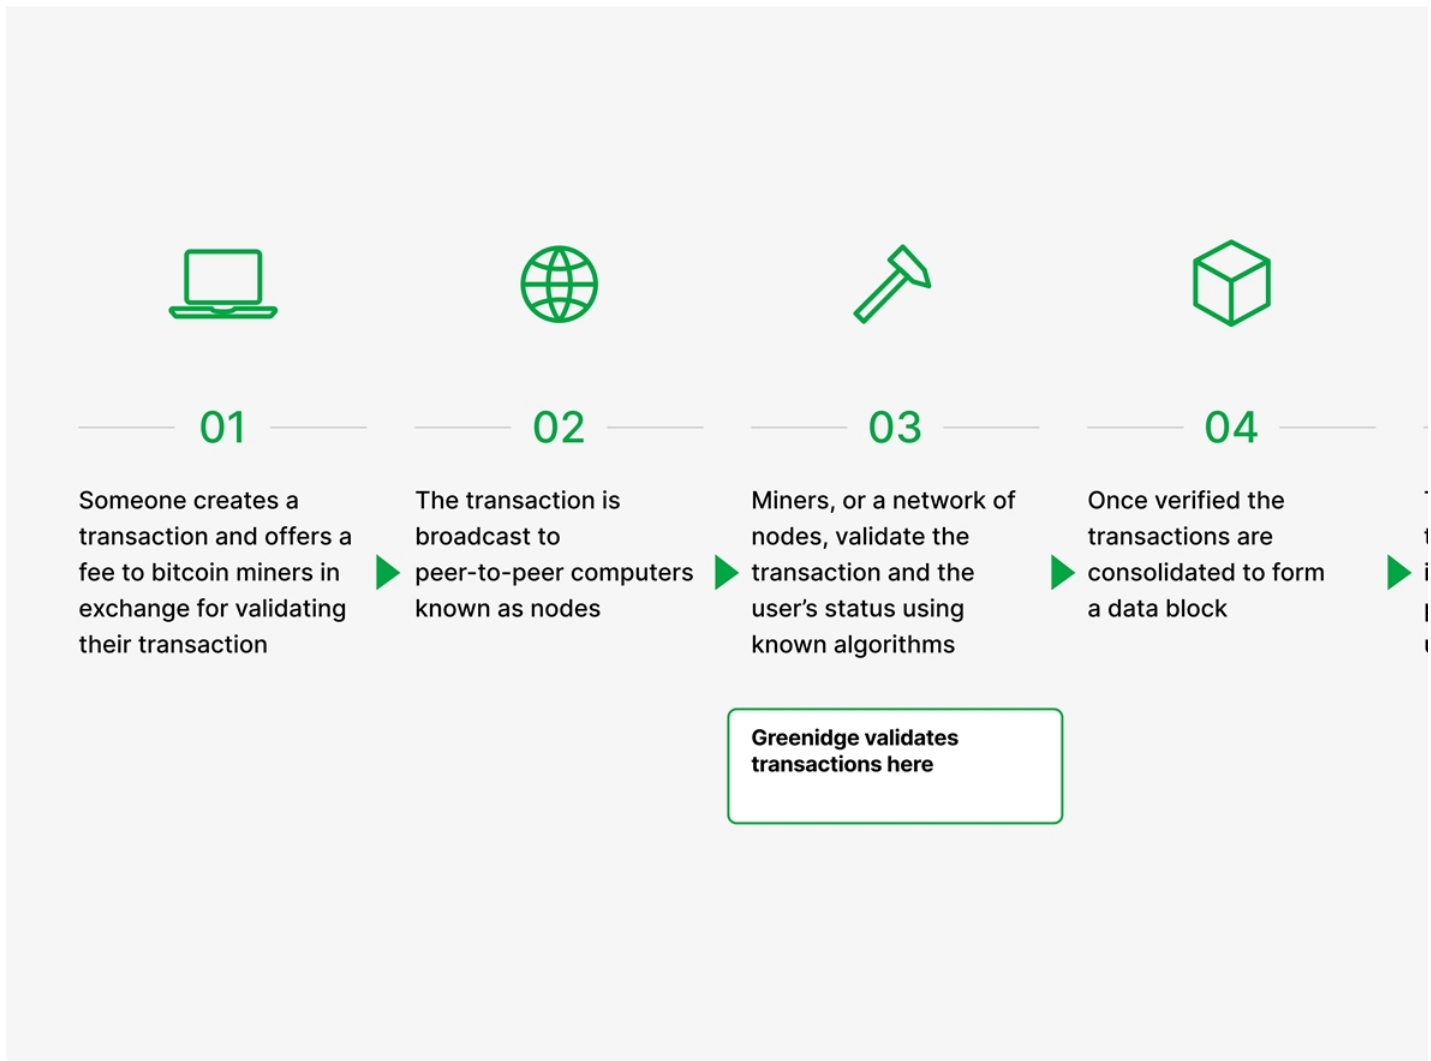 01
Someone creates a
transaction and offers a
fee to bitcoin miners in
exchange for validating
their transaction
02
The transaction is
broadcast to
peer-to-peer computers
known as nodes
03
Miners, or a network of
nodes, validate the
transaction and the
user’s status using
known algorithms
Greenidge validates
transactions here
04
Once verified the
transactions are
consolidated to form
a data block